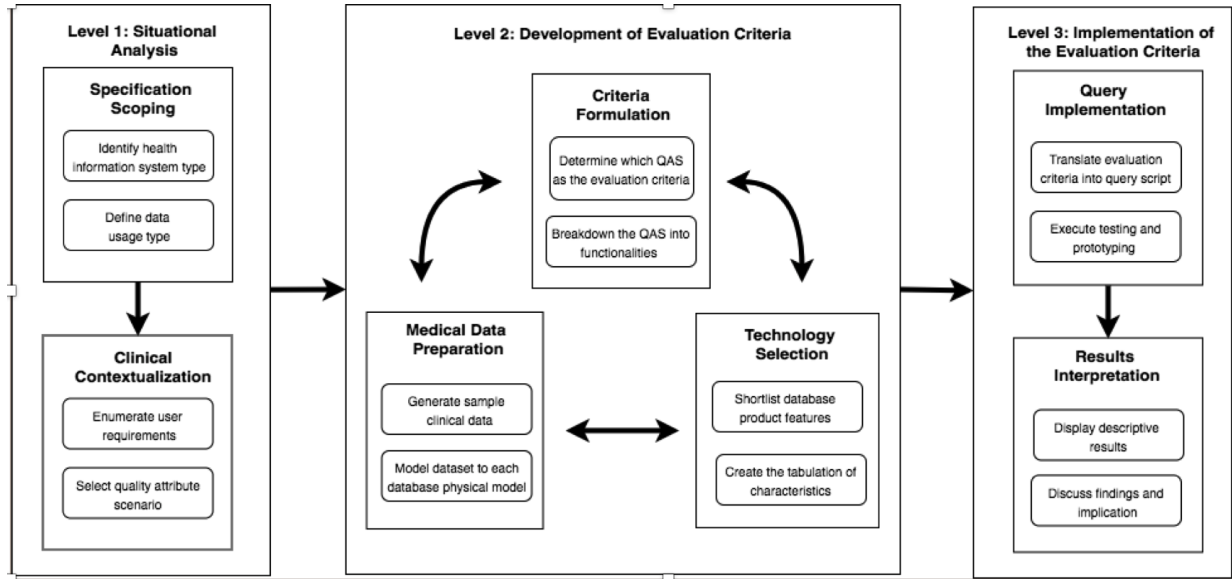 Level 1: Situational
Analysis
Specification
Scoping
Identify health
information system type
Define data
usage type
Clinical
Contextualization
Enumerate user
requirements
Select quality attribute
scenario
Level 2: Development of Evaluation Criteria
Criteria
Formulation
Determine which QAS
as the evaluation criteria
Breakdown the QAS into
functionalities
Medical Data
Preparation
Generate sample
clinical data
Model dataset to each
database physical model
Technology
Selection
Shortlist database
product features
Create the tabulation of
characteristics
Level 3: Implementation of
the Evaluation Criteria
Query
Implementation
Translate evaluation
criteria into query script
Execute testing and
prototyping
Results
Interpretation
Display descriptive
results
Discuss findings and
implication